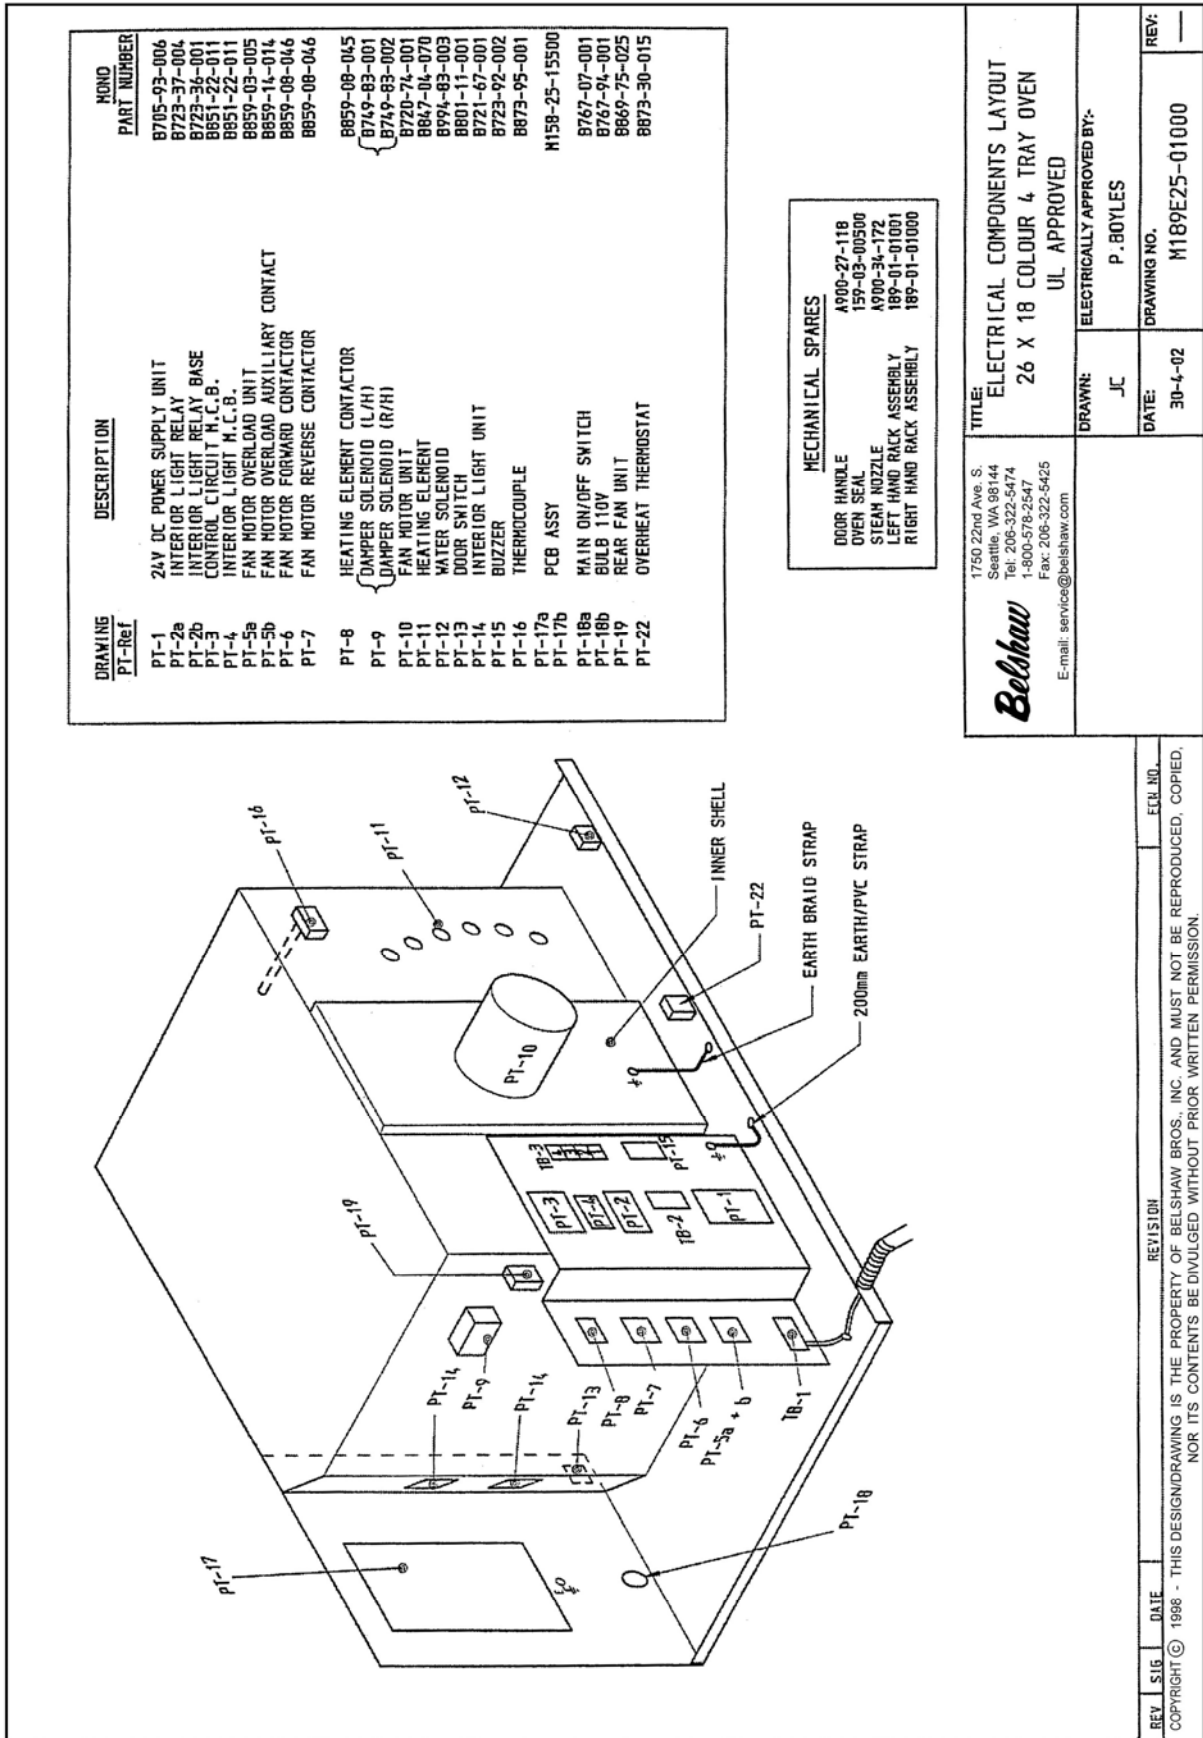 DRAWING PT-Ref DESCRIPTION MONO PART NUMBER
PT-1 24V DC POWER SUPPLY UNIT B705-93-006
PT-2a INTERIOR LIGHT RELAY B723-37-004
PT-2b INTERIOR LIGHT RELAY BASE B723-36-001
PT-3 CONTROL CIRCUIT M.C.B. B851-22-011
PT-4 INTERIOR LIGHT M.C.B. B851-22-011
PT-5a FAN MOTOR OVERLOAD UNIT B859-03-005
PT-5b FAN MOTOR OVERLOAD AUXILIARY CONTACT B859-14-014
PT-6 FAN MOTOR FORWARD CONTACTOR B859-08-046
PT-7 FAN MOTOR REVERSE CONTACTOR B859-08-046
PT-8 HEATING ELEMENT CONTACTOR B859-08-045
PT-9 {DAMPER SOLENOID (L/H) {B749-83-001
DAMPER SOLENOID (R/H) B749-83-002
PT-10 FAN MOTOR UNIT B720-74-001
PT-11 HEATING ELEMENT B847-04-070
PT-12 WATER SOLENOID B994-83-003
PT-13 DOOR SWITCH B801-11-001
PT-14 INTERIOR LIGHT UNIT B721-67-001
PT-15 BUZZER B723-92-002
PT-16 THERMOCOUPLE B873-95-001
PT-17a PCB ASSY M158-25-15500
PT-17b
PT-18a MAIN ON/OFF SWITCH B767-07-001
PT-18b BULB 110V B767-94-001
PT-19 REAR FAN UNIT B869-75-025
PT-22 OVERHEAT THERMOSTAT B873-30-015
MECHANICAL SPARES
DOOR HANDLE A900-27-118
OVEN SEAL 159-03-00500
STEAM NOZZLE A900-34-172
LEFT HAND RACK ASSEMBLY 189-01-01001
RIGHT HAND RACK ASSEMBLY 189-01-01000
PT-17
PT-14
PT-9
PT-14
PT-13
PT-8
PT-7
PT-6
PT-5a + b
TB-1
PT-18
PT-19
PT-3
PT-4
PT-2
TB-2
PT-1
TB-3
4
3
2
1
PT-15
PT-10
PT-16
PT-11
PT-12
INNER SHELL
PT-22
EARTH BRAID STRAP
200mm EARTH/PVC STRAP
Belshaw
1750 22nd Ave. S.
Seattle, WA 98144
Tel: 206-322-5474
1-800-578-2547
Fax: 206-322-5425
E-mail: service@belshaw.com
TITLE:
ELECTRICAL COMPONENTS LAYOUT
26 X 18 COLOUR 4 TRAY OVEN
UL APPROVED
DRAWN:
JC
ELECTRICALLY APPROVED BY:-
P.BOYLES
DATE:
30-4-02
DRAWING NO.
M189E25-01000
REV:
—
REV SIG DATE REVISION ECN NO.
COPYRIGHT © 1998 - THIS DESIGN/DRAWING IS THE PROPERTY OF BELSHAW BROS., INC. AND MUST NOT BE REPRODUCED, COPIED,
NOR ITS CONTENTS BE DIVULGED WITHOUT PRIOR WRITTEN PERMISSION.